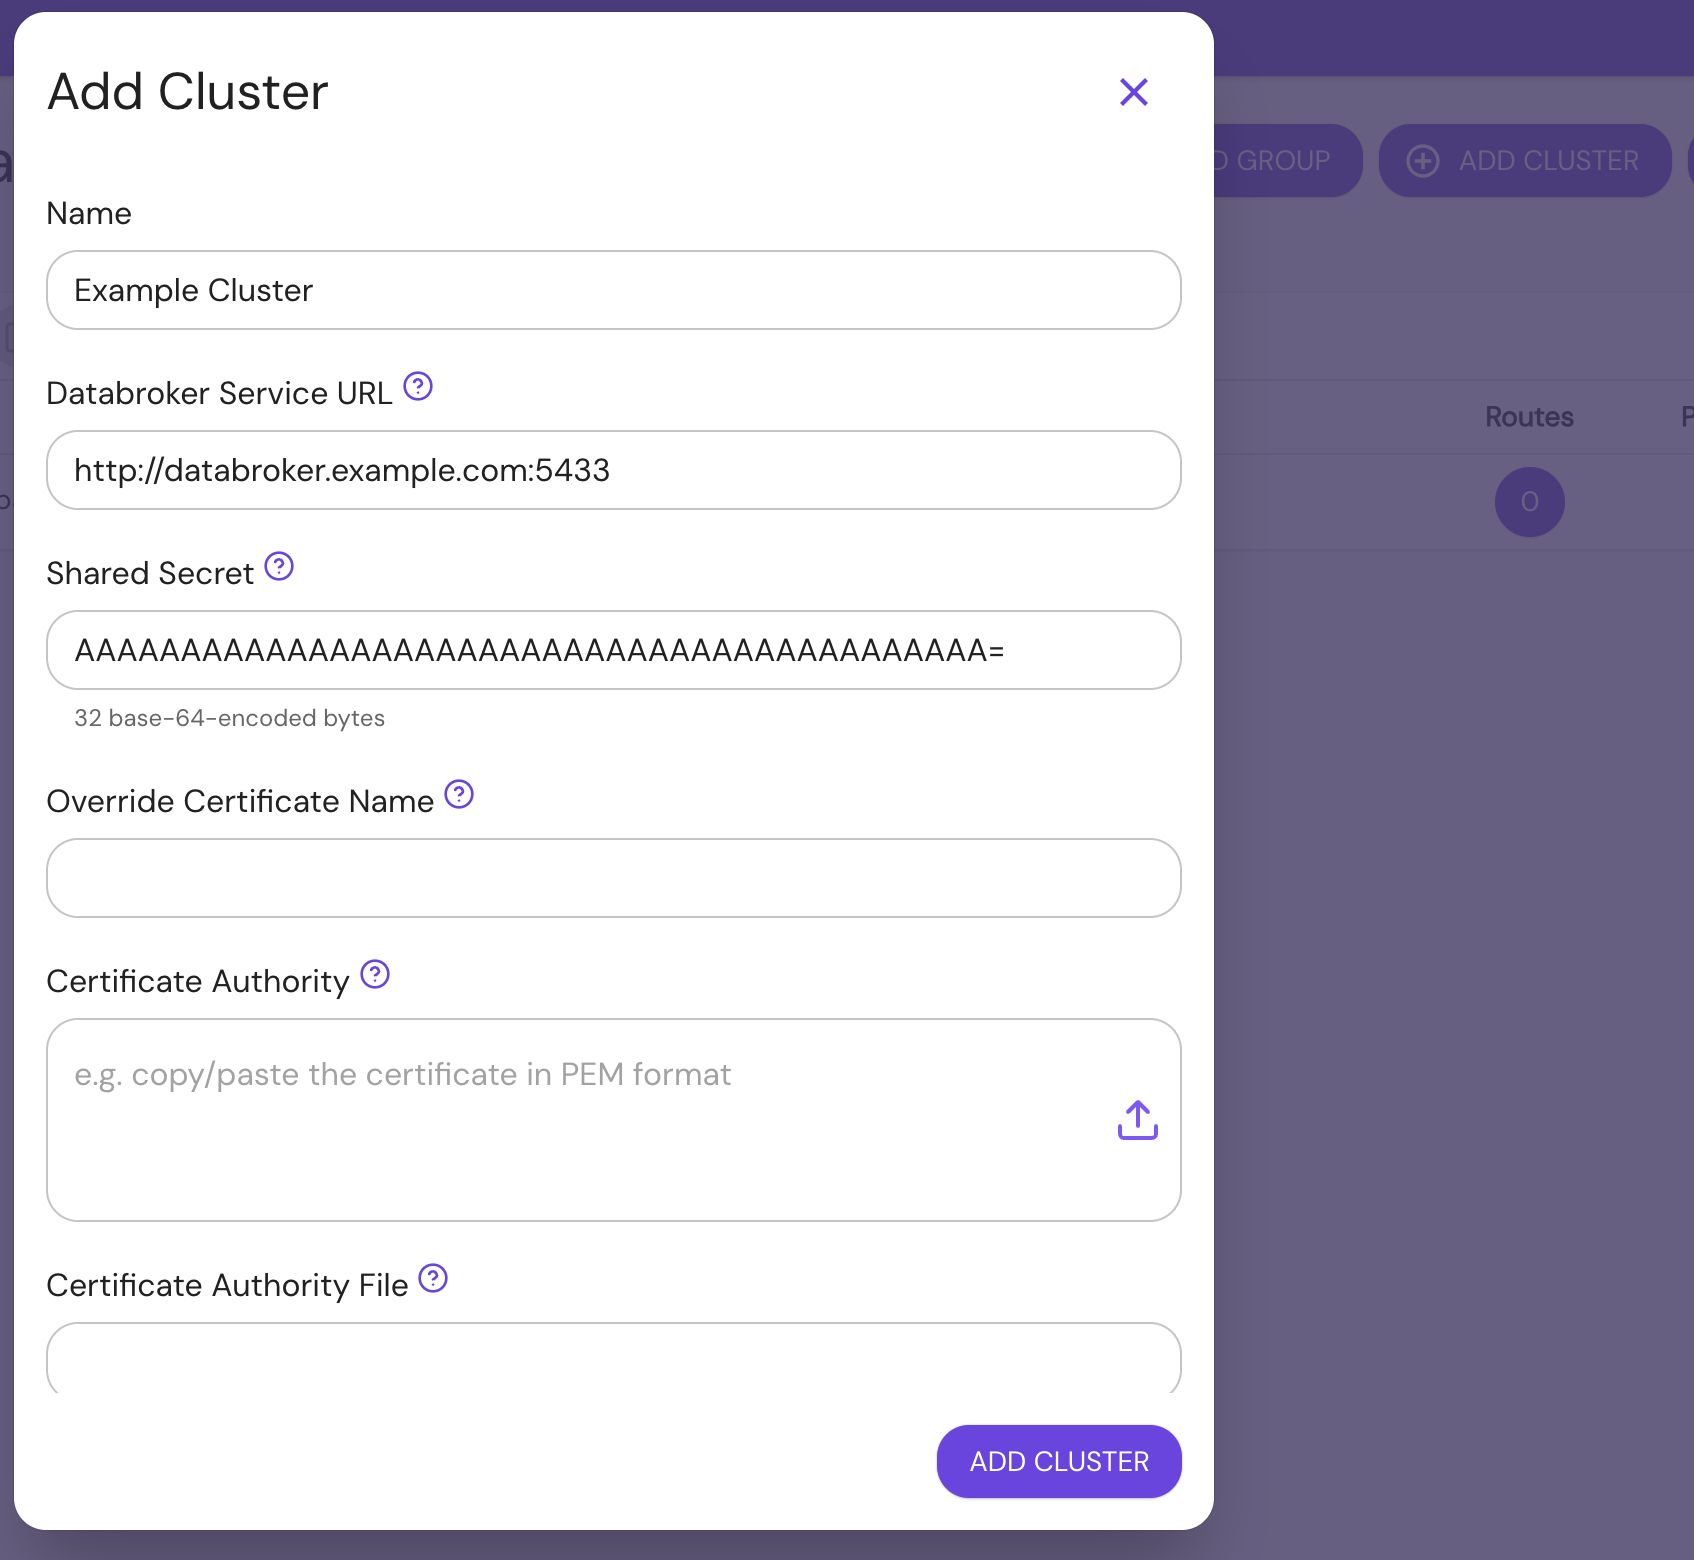 Add Cluster
Name
Example Cluster
Databroker Service URL
http://databroker.example.com:5433
Shared Secret
AAAAAAAAAAAAAAAAAAAAAAAAAAAAAAAAAAAAAAAAAAA=
32 base-64-encoded bytes
Override Certificate Name
Certificate Authority
e.g. copy/paste the certificate in PEM format
Certificate Authority File
ADD CLUSTER
GROUP
ADD CLUSTER
Routes
0